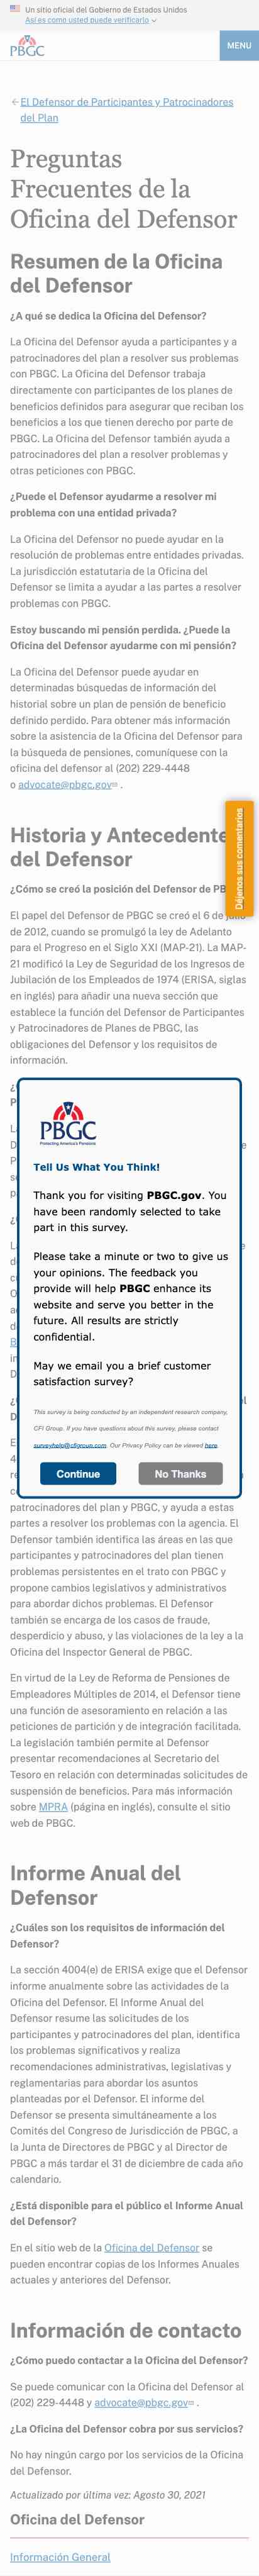 Un sitio oficial del Gobierno de Estados Unidos
Así es como usted puede verificarlo
PBGC
MENU
El Defensor de Participantes y Patrocinadores
del Plan
Preguntas
Frecuentes de la
Oficina del Defensor
Resumen de la Oficina
del Defensor
¿A qué se dedica la Oficina del Defensor?
La Oficina del Defensor ayuda a participantes y a
patrocinadores del plan a resolver sus problemas
con PBGC. La Oficina del Defensor trabaja
directamente con participantes de los planes de
beneficios definidos para asegurar que reciban los
beneficios a los que tienen derecho por parte de
PBGC. La Oficina del Defensor también ayuda a
patrocinadores del plan a resolver problemas y
otras peticiones con PBGC.
¿Puede el Defensor ayudarme a resolver mi
problema con una entidad privada?
La Oficina del Defensor no puede ayudar en la
resolución de problemas entre entidades privadas.
La jurisdicción estatutaria de la Oficina del
Defensor se limita a ayudar a las partes a resolver
problemas con PBGC.
Estoy buscando mi pensión perdida. ¿Puede la
Oficina del Defensor ayudarme con mi pensión?
La Oficina del Defensor puede ayudar en
determinadas búsquedas de información del
historial sobre un plan de pensión de beneficio
definido perdido. Para obtener más información
sobre la asistencia de la Oficina del Defensor para
la búsqueda de pensiones, comuníquese con la
oficina del defensor al (202) 229-4448
o advocate@pbgc.gov .
Déjenos sus comentarios
Historia y Antecedente
del Defensor
¿Cómo se creó la posición del Defensor de PB
El papel del Defensor de PBGC se creó el 6 de julio
de 2012, cuando se promulgó la ley de Adelanto
para el Progreso en el Siglo XXI (MAP-21). La MAP-
21 modificó la Ley de Seguridad de los Ingresos de
Jubilación de los Empleados de 1974 (ERISA, siglas
en inglés) para añadir una nueva sección que
establece la función del Defensor de Participantes
y Patrocinadores de Planes de PBGC, las
obligaciones del Defensor y los requisitos de
información.
PBGC
Protecting America's Pensions
Tell Us What You Think!
Thank you for visiting PBGC.gov. You
have been randomly selected to take
part in this survey.
Please take a minute or two to give us
your opinions. The feedback you
provide will help PBGC enhance its
website and serve you better in the
future. All results are strictly
confidential.
May we email you a brief customer
satisfaction survey?
This survey is being conducted by an independent research company,
CFI Group. If you have questions about this survey, please contact
surveyhelp@cfigroup.com. Our Privacy Policy can be viewed here.
Continue
No Thanks
patrocinadores del plan y PBGC, y ayuda a estas
partes a resolver los problemas con la agencia. El
Defensor también identifica las áreas en las que
participantes y patrocinadores del plan tienen
problemas persistentes en el trato con PBGC y
propone cambios legislativos y administrativos
para abordar dichos problemas. El Defensor
también se encarga de los casos de fraude,
desperdicio y abuso, y las violaciones de la ley a la
Oficina del Inspector General de PBGC.
En virtud de la Ley de Reforma de Pensiones de
Empleadores Múltiples de 2014, el Defensor tiene
una función de asesoramiento en relación a las
peticiones de partición y de integración facilitada.
La legislación también permite al Defensor
presentar recomendaciones al Secretario del
Tesoro en relación con determinadas solicitudes de
suspensión de beneficios. Para más información
sobre MPRA (página en inglés), consulte el sitio
web de PBGC.
Informe Anual del
Defensor
¿Cuáles son los requisitos de información del
Defensor?
La sección 4004(e) de ERISA exige que el Defensor
informe anualmente sobre las actividades de la
Oficina del Defensor. El Informe Anual del
Defensor resume las solicitudes de los
participantes y patrocinadores del plan, identifica
los problemas significativos y realiza
recomendaciones administrativas, legislativas y
reglamentarias para abordar los asuntos
planteadas por el Defensor. El informe del
Defensor se presenta simultáneamente a los
Comités del Congreso de Jurisdicción de PBGC, a
la Junta de Directores de PBGC y al Director de
PBGC a más tardar el 31 de diciembre de cada año
calendario.
¿Está disponible para el público el Informe Anual
del Defensor?
En el sitio web de la Oficina del Defensor se
pueden encontrar copias de los Informes Anuales
actuales y anteriores del Defensor.
Información de contacto
¿Cómo puedo contactar a la Oficina del Defensor?
Se puede comunicar con la Oficina del Defensor al
(202) 229-4448 y advocate@pbgc.gov .
¿La Oficina del Defensor cobra por sus servicios?
No hay ningún cargo por los servicios de la Oficina
del Defensor.
Actualizado por última vez: Agosto 30, 2021
Oficina del Defensor
Información General